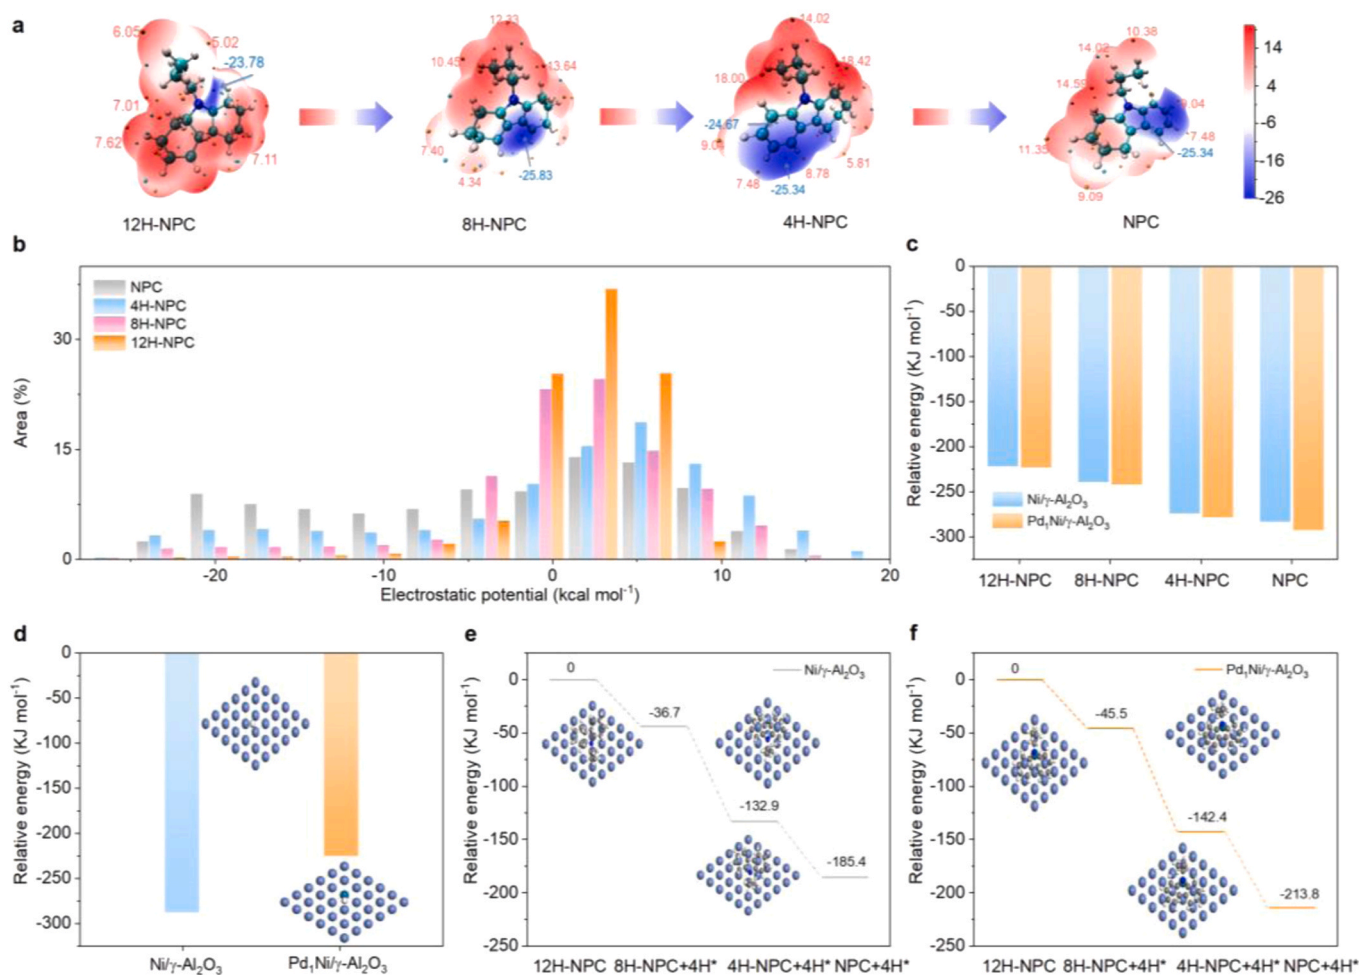 a
6.05
5.02
-23.78
7.01
7.62
7.11
12H-NPC
12.33
10.45
13.64
7.40
4.34
-25.83
8H-NPC
14.02
18.00
18.42
-24.67
7.48
-25.34
8.78
5.81
4H-NPC
10.38
14.02
14.59
9.04
7.48
-25.34
11.35
9.09
NPC
14
4
-6
-16
-26
b
NPC
4H-NPC
8H-NPC
12H-NPC
Area (%)
30
15
0
-20
-10
0
10
20
Electrostatic potential (kcal mol⁻¹)
c
Relative energy (KJ mol⁻¹)
0
-50
-100
-150
-200
-250
-300
Ni/γ-Al₂O₃
Pd₁Ni/γ-Al₂O₃
12H-NPC
8H-NPC
4H-NPC
NPC
d
Relative energy (KJ mol⁻¹)
0
-50
-100
-150
-200
-250
-300
Ni/γ-Al₂O₃
Pd₁Ni/γ-Al₂O₃
e
Relative energy (KJ mol⁻¹)
0
-50
-100
-150
-200
-250
Ni/γ-Al₂O₃
0
-36.7
-132.9
-185.4
12H-NPC
8H-NPC+4H*
4H-NPC+4H*
NPC+4H*
f
Relative energy (KJ mol⁻¹)
0
-50
-100
-150
-200
-250
Pd₁Ni/γ-Al₂O₃
0
-45.5
-142.4
-213.8
12H-NPC
8H-NPC+4H*
4H-NPC+4H*
NPC+4H*